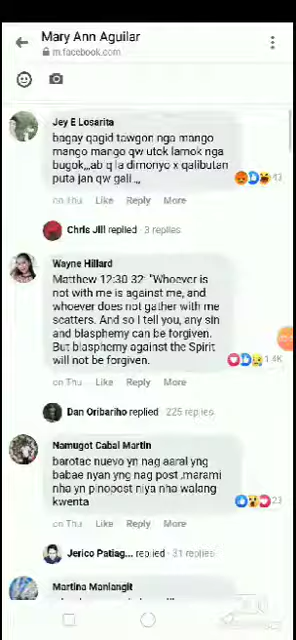 Mary Ann Aguilar
m.facebook.com
Jey E Losarita
bagay qagid tawgon nga mango
mango mango qw utok lamok nga
bugok,,,ab q la dimonyo x qalibutan
puta jan qw gali.,,
43
on Thu Like Reply More
Chris Jill replied · 3 replies
Wayne Hillard
Matthew 12:30-32: "Whoever is
not with me is against me, and
whoever does not gather with me
scatters. And so I tell you, any sin
and blasphemy can be forgiven.
But blasphemy against the Spirit
will not be forgiven.
1.4K
on Thu Like Reply More
Dan Oribariho replied · 225 replies
Namugot Cabal Martin
barotac nuevo yn nag aaral yng
babae nyan yng nag post ,marami
nha yn pinopost niya nha walang
kwenta
23
on Thu Like Reply More
Jerico Patiag... replied · 31 replies
Martina Manlangit